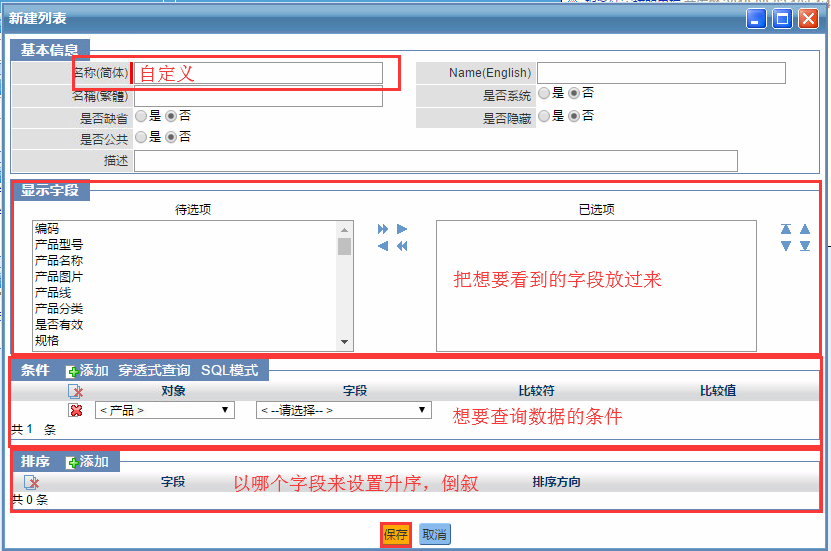 新建列表
基本信息
名称(简体) 自定义 Name(English)
名稱(繁體) 是否系统 是 否
是否缺省 是 否 是否隐藏 是 否
是否公共 是 否
描述
显示字段
待选项 已选项
编码
产品型号
产品名称
产品图片
产品线
产品分类
是否有效
规格
把想要看到的字段放过来
条件 添加 穿透式查询 SQL模式
对象 字段 比较符 比较值
< 产品 > < --请选择-- > 想要查询数据的条件
共 1 条
排序 添加
字段 以哪个字段来设置升序，倒叙 排序方向
共 0 条
保存 取消